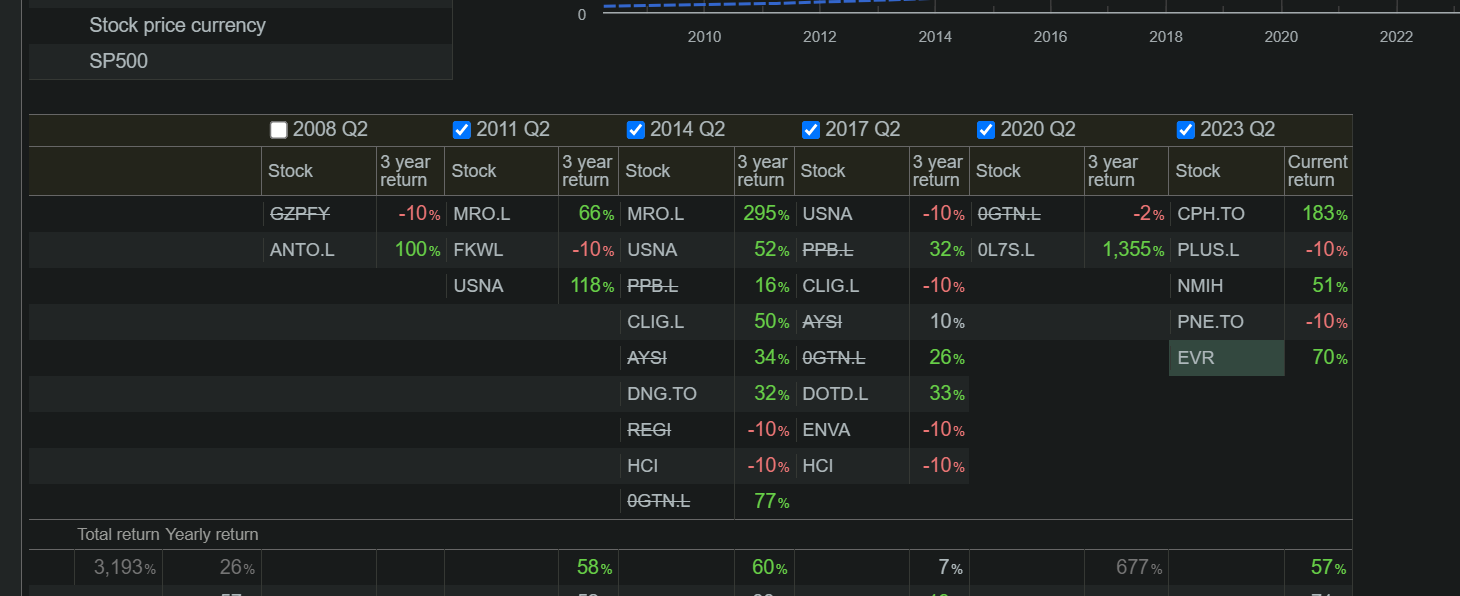 Stock price currency
SP500
0
2010 2012 2014 2016 2018 2020 2022
2008 Q2 2011 Q2 2014 Q2 2017 Q2 2020 Q2 2023 Q2
Stock 3 year return Stock 3 year return Stock 3 year return Stock 3 year return Stock 3 year return Stock Current return
GZPFY -10% MRO.L 66% MRO.L 295% USNA -10% 0GTN.L -2% CPH.TO 183%
ANTO.L 100% FKWL -10% USNA 52% PPB.L 32% 0L7S.L 1,355% PLUS.L -10%
USNA 118% PPB.L 16% CLIG.L -10% NMIH 51%
CLIG.L 50% AYSI 10% PNE.TO -10%
AYSI 34% 0GTN.L 26% EVR 70%
DNG.TO 32% DOTD.L 33%
REGI -10% ENVA -10%
HCI -10% HCI -10%
0GTN.L 77%
Total return Yearly return
3,193% 26% 58% 60% 7% 677% 57%